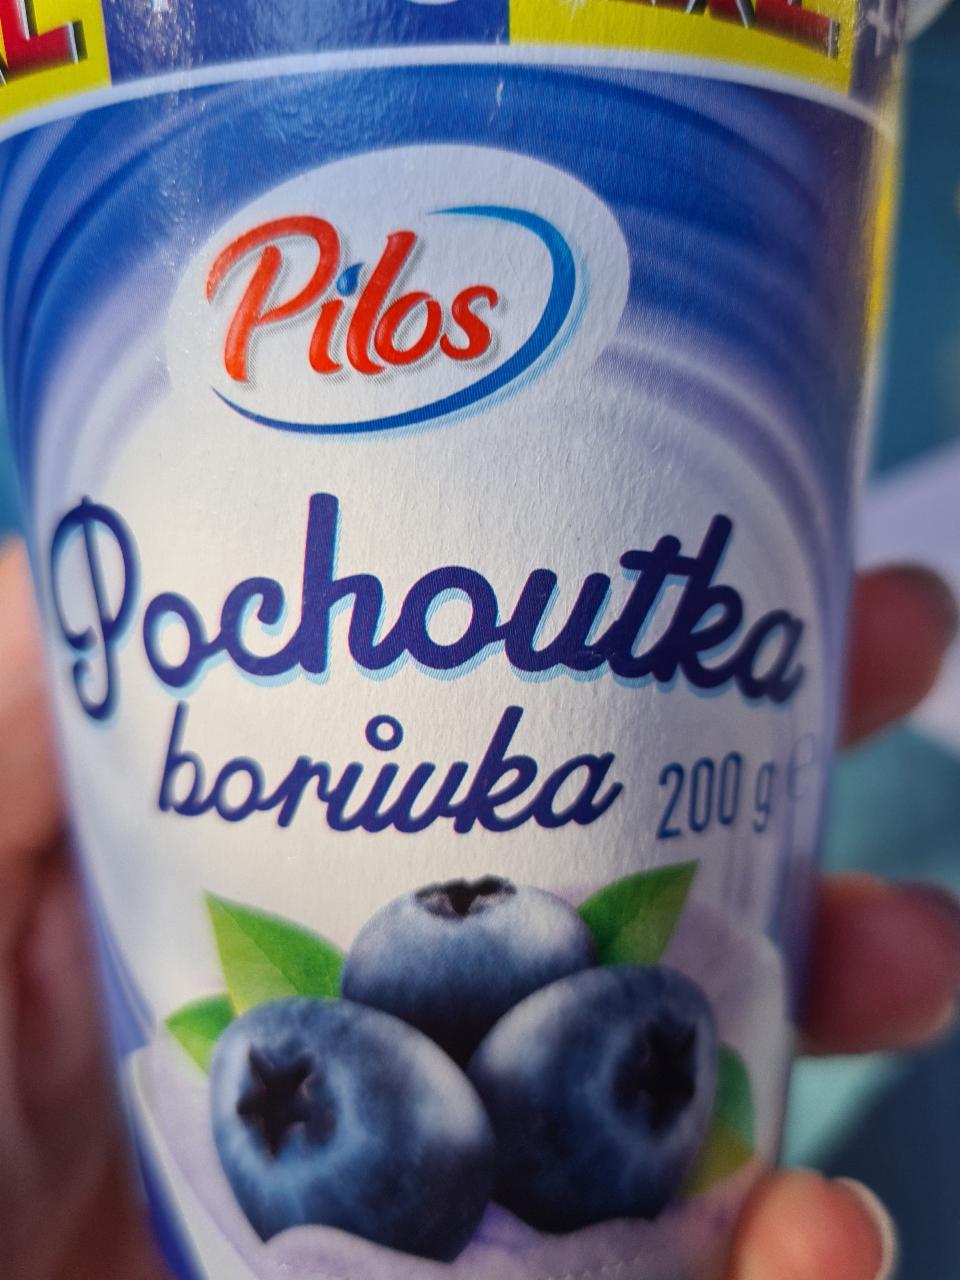 Pilos
Pochoutka
borůvka 200 g e